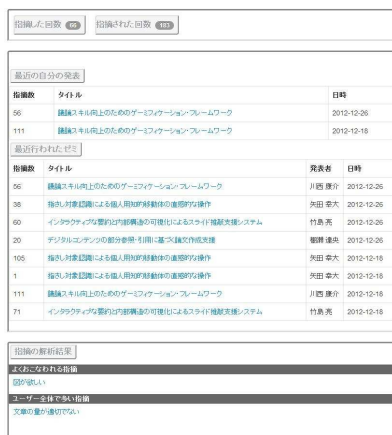 指摘した回数 56 指摘された回数 183
最近の自分の発表
指摘数 タイトル 日時
56 議論スキル向上のためのゲーミフィケーション・フレームワーク 2012-12-26
111 議論スキル向上のためのゲーミフィケーション・フレームワーク 2012-12-18
最近行われたゼミ
指摘数 タイトル 発表者 日時
56 議論スキル向上のためのゲーミフィケーション・フレームワーク 川西 康介 2012-12-26
38 指さし対象認識による個人用知的移動体の直感的な操作 矢田 幸大 2012-12-26
60 インタラクティブな要約と内部構造の可視化によるスライド推敲支援システム 竹島 亮 2012-12-26
20 デジタルコンテンツの部分参照・引用に基づく論文作成支援 棚瀬 達央 2012-12-26
105 指さし対象認識による個人用知的移動体の直感的な操作 矢田 幸大 2012-12-18
1 指さし対象認識による個人用知的移動体の直感的な操作 矢田 幸大 2012-12-18
111 議論スキル向上のためのゲーミフィケーション・フレームワーク 川西 康介 2012-12-18
71 インタラクティブな要約と内部構造の可視化によるスライド推敲支援システム 竹島 亮 2012-12-18
指摘の解析結果
よくおこなわれる指摘
図が欲しい
ユーザー全体で多い指摘
文章の量が適切でない